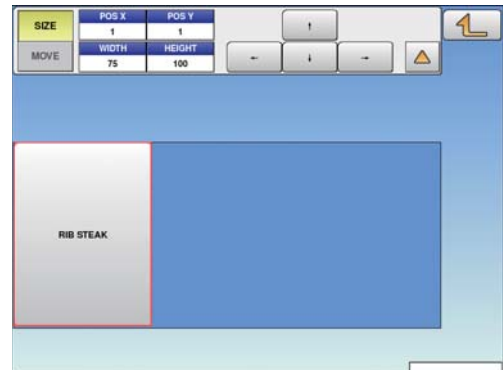 SIZE POS X POS Y
1 1
MOVE WIDTH HEIGHT
75 100
RIB STEAK